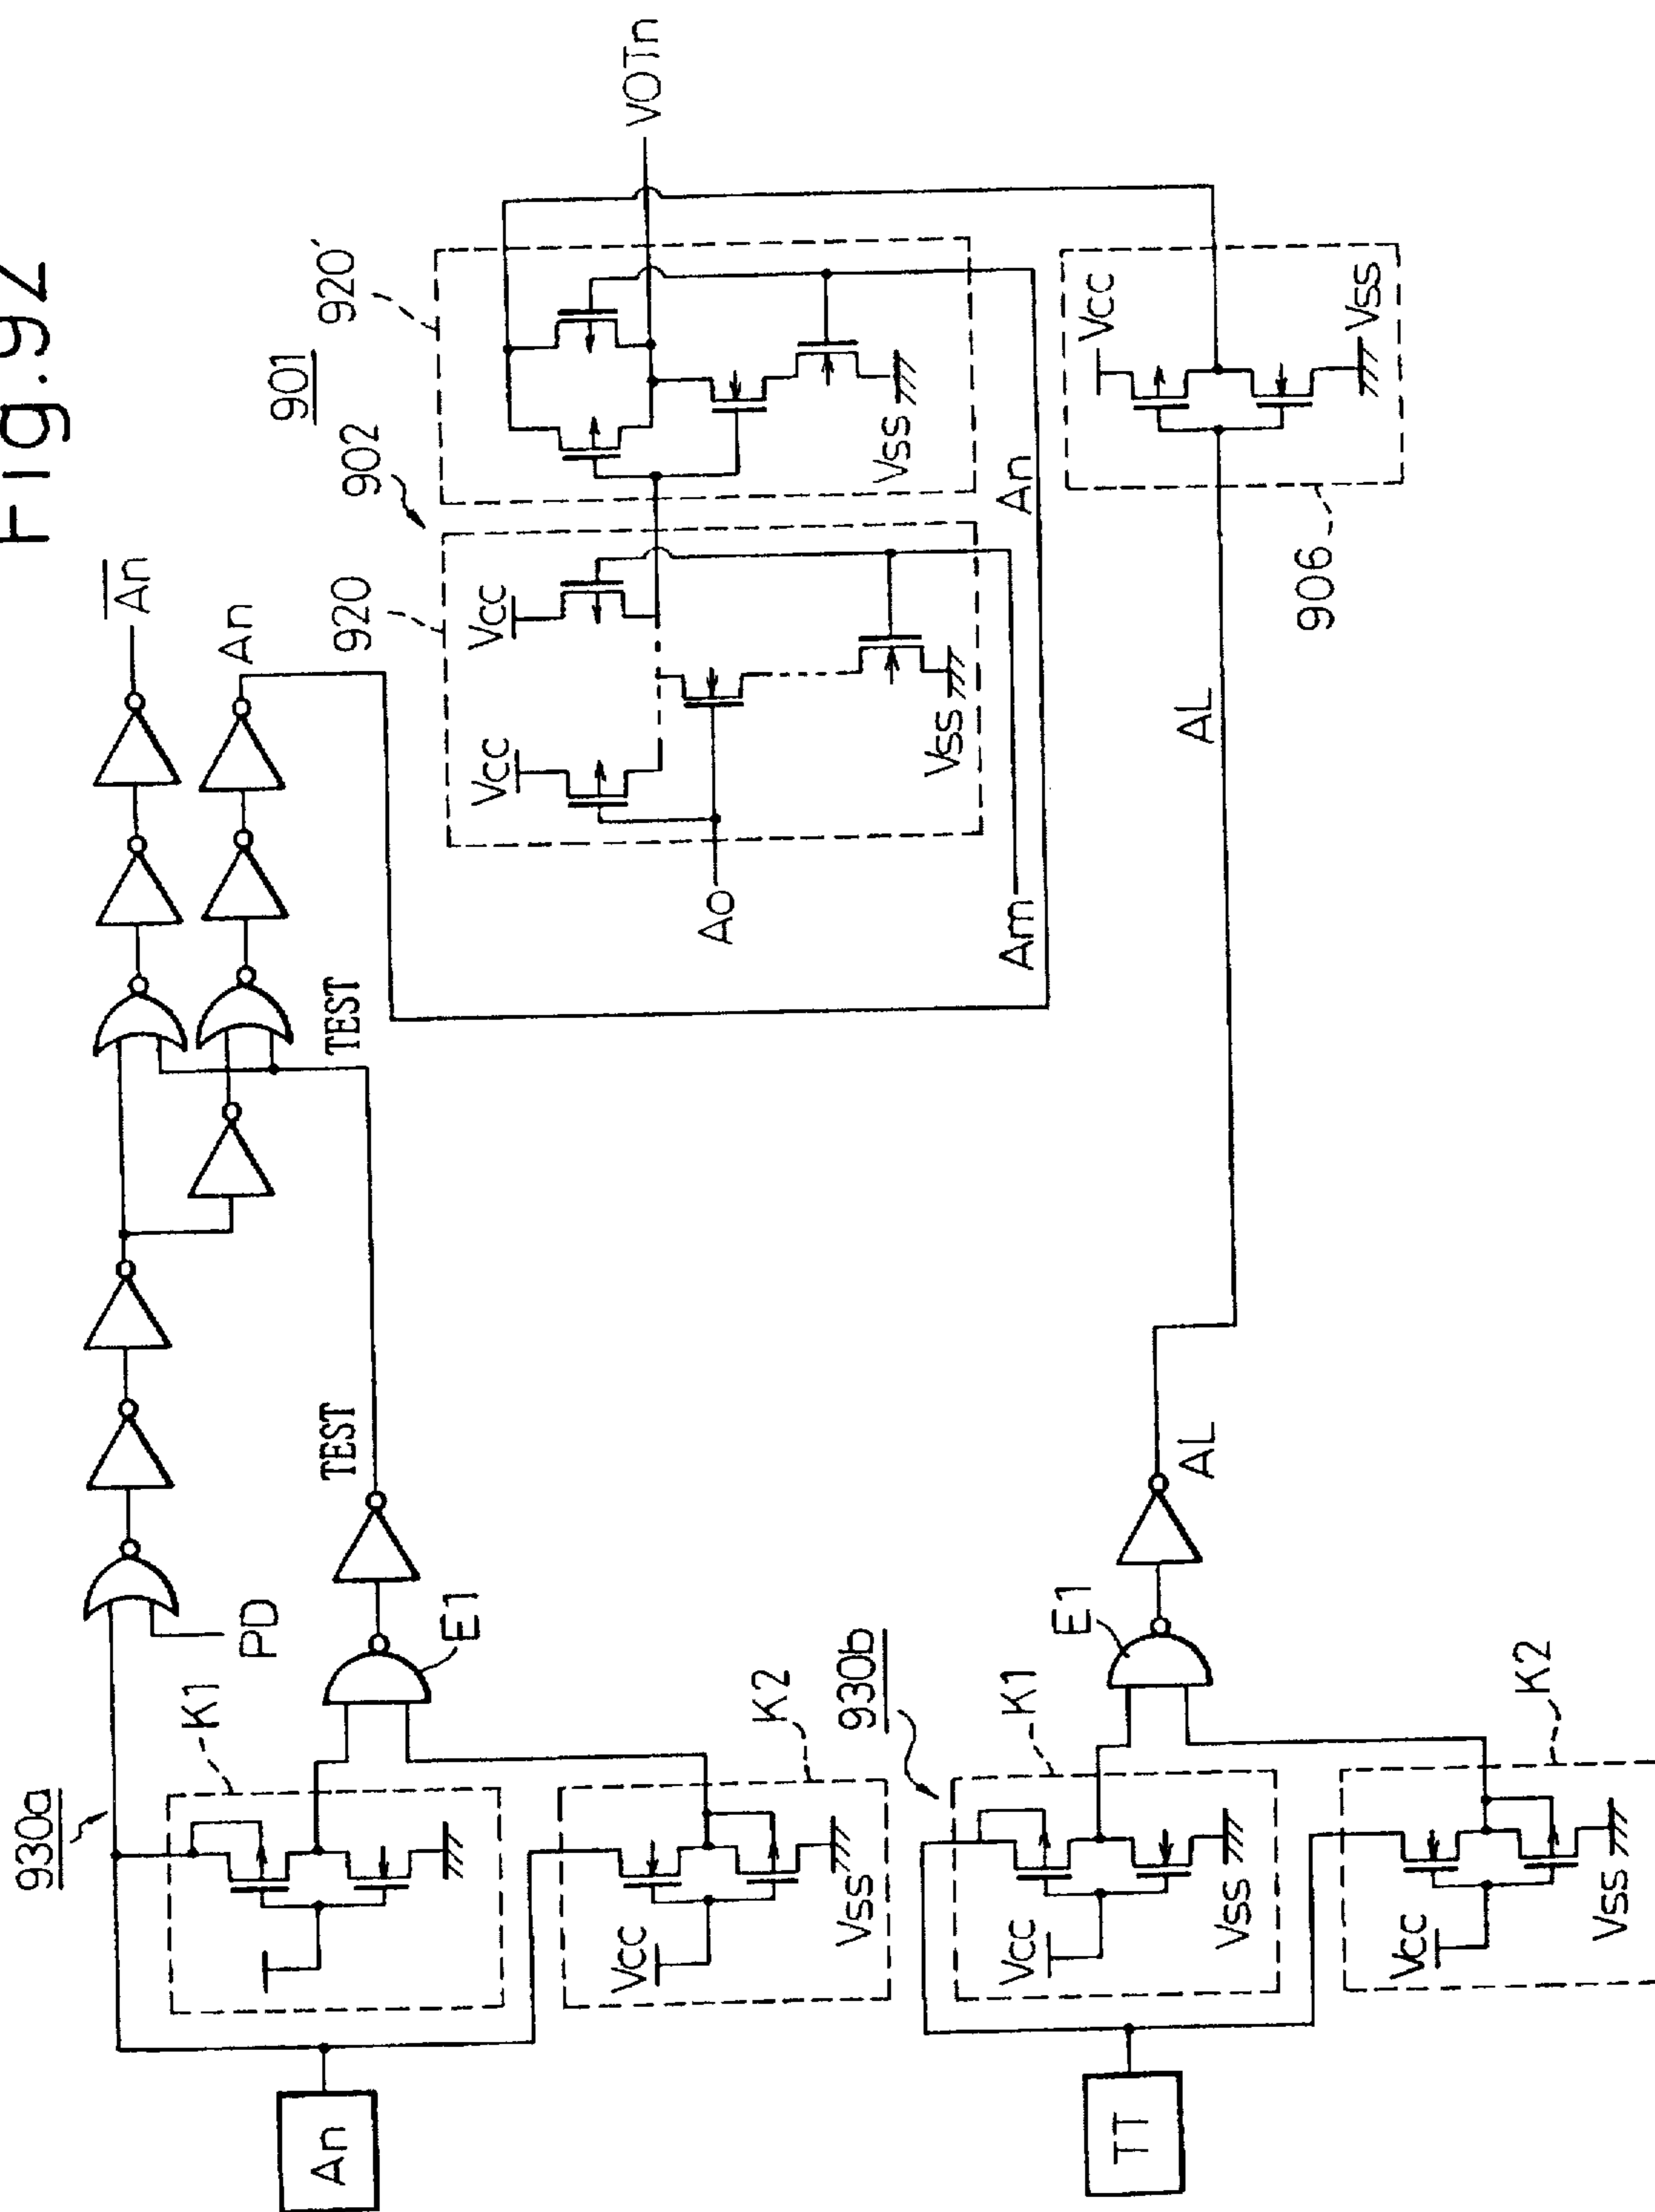 Fig.92
An
An
901
920'
VOTn
902
920
Vcc
Vcc
Vss
Vss
An
Ao
Am
TEST
TEST
PD
930a
K1
E1
K2
Vcc
Vss
930b
K1
E1
K2
Vcc
Vss
Vcc
Vss
AL
AL
906
Vcc
Vss
An
TT